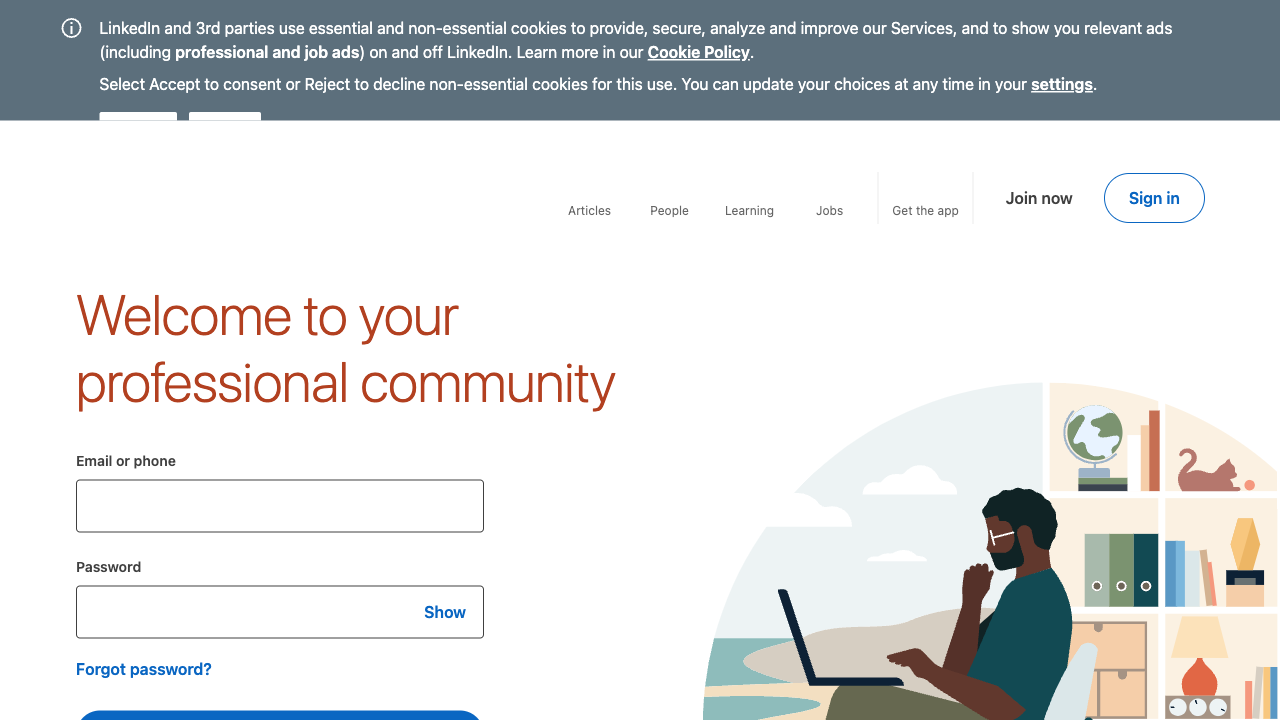 LinkedIn and 3rd parties use essential and non-essential cookies to provide, secure, analyze and improve our Services, and to show you relevant ads
(including professional and job ads) on and off LinkedIn. Learn more in our Cookie Policy.
Select Accept to consent or Reject to decline non-essential cookies for this use. You can update your choices at any time in your settings.
Articles
People
Learning
Jobs
Get the app
Join now
Sign in
Welcome to your
professional community
Email or phone
Password
Show
Forgot password?